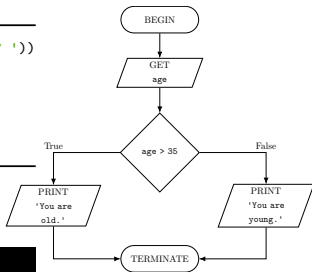 ' '))
BEGIN
GET
age
age > 35
True
False
PRINT
'You are
old.'
PRINT
'You are
young.'
TERMINATE